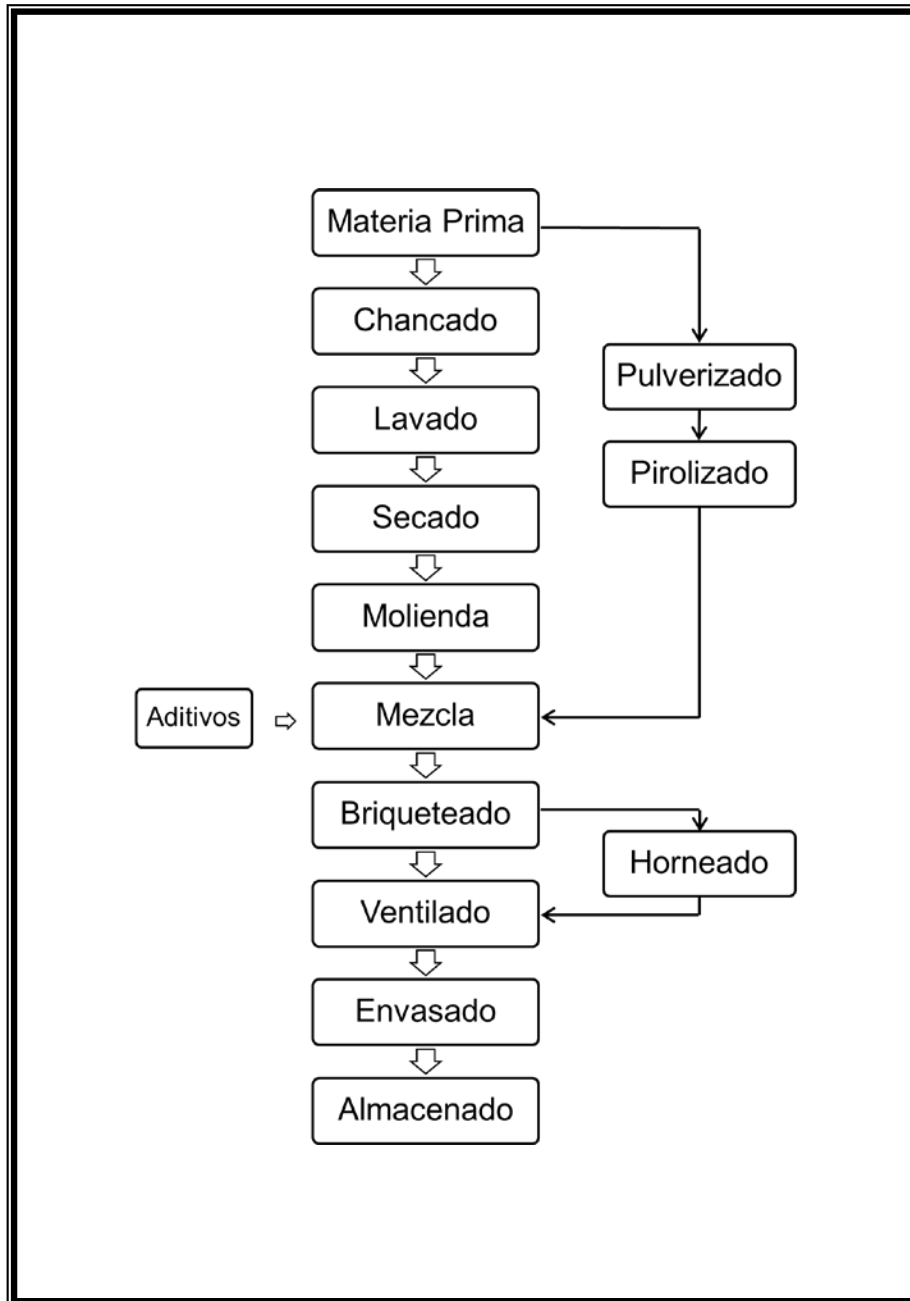 Materia Prima
Chancado
Pulverizado
Lavado
Pirolizado
Secado
Molienda
Aditivos
Mezcla
Briqueteado
Horneado
Ventilado
Envasado
Almacenado